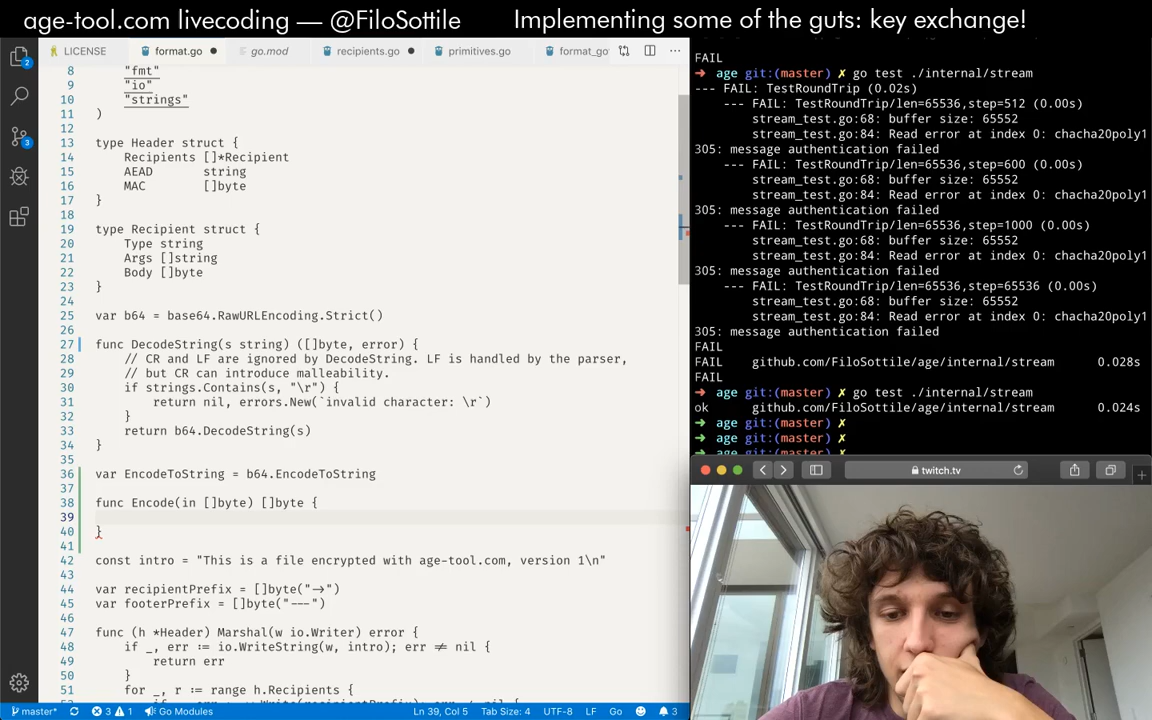 age-tool.com livecoding — @FiloSottile
Implementing some of the guts: key exchange!
LICENSE
format.go
go.mod
recipients.go
primitives.go
format_go
8 "fmt"
9 "io"
10 "strings"
11 )
12
13 type Header struct {
14 Recipients []*Recipient
15 AEAD string
16 MAC []byte
17 }
18
19 type Recipient struct {
20 Type string
21 Args []string
22 Body []byte
23 }
24
25 var b64 = base64.RawURLEncoding.Strict()
26
27 func DecodeString(s string) ([]byte, error) {
28 // CR and LF are ignored by DecodeString. LF is handled by the parser,
29 // but CR can introduce malleability.
30 if strings.Contains(s, "\r") {
31 return nil, errors.New(`invalid character: \r`)
32 }
33 return b64.DecodeString(s)
34 }
35
36 var EncodeToString = b64.EncodeToString
37
38 func Encode(in []byte) []byte {
39
40 }
41
42 const intro = "This is a file encrypted with age-tool.com, version 1\n"
43
44 var recipientPrefix = []byte("->")
45 var footerPrefix = []byte("---")
46
47 func (h *Header) Marshal(w io.Writer) error {
48 if _, err := io.WriteString(w, intro); err ≠ nil {
49 return err
50 }
51 for _, r := range h.Recipients {
master*
3
1
Go Modules
Ln 39, Col 5
Tab Size: 4
UTF-8
LF
Go
3
FAIL
➜ age git:(master) ✗ go test ./internal/stream
--- FAIL: TestRoundTrip (0.02s)
--- FAIL: TestRoundTrip/len=65536,step=512 (0.00s)
stream_test.go:68: buffer size: 65552
stream_test.go:84: Read error at index 0: chacha20poly1
305: message authentication failed
--- FAIL: TestRoundTrip/len=65536,step=600 (0.00s)
stream_test.go:68: buffer size: 65552
stream_test.go:84: Read error at index 0: chacha20poly1
305: message authentication failed
--- FAIL: TestRoundTrip/len=65536,step=1000 (0.00s)
stream_test.go:68: buffer size: 65552
stream_test.go:84: Read error at index 0: chacha20poly1
305: message authentication failed
--- FAIL: TestRoundTrip/len=65536,step=65536 (0.00s)
stream_test.go:68: buffer size: 65552
stream_test.go:84: Read error at index 0: chacha20poly1
305: message authentication failed
FAIL
FAIL github.com/FiloSottile/age/internal/stream 0.028s
FAIL
➜ age git:(master) ✗ go test ./internal/stream
ok github.com/FiloSottile/age/internal/stream 0.024s
➜ age git:(master) ✗
➜ age git:(master) ✗
➜ age git:(master) ✗
twitch.tv